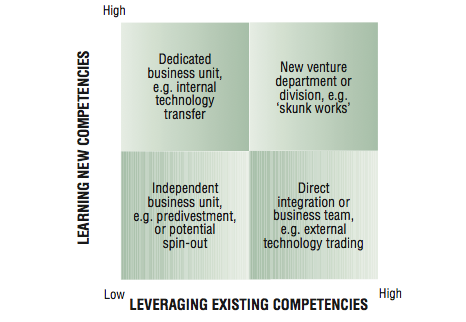 High
LEARNING NEW COMPETENCIES
Dedicated
business unit,
e.g. internal
technology
transfer
New venture
department or
division, e.g.
‘skunk works’
Independent
business unit,
e.g. predivestment,
or potential
spin-out
Direct
integration or
business team,
e.g. external
technology trading
Low
LEVERAGING EXISTING COMPETENCIES
High